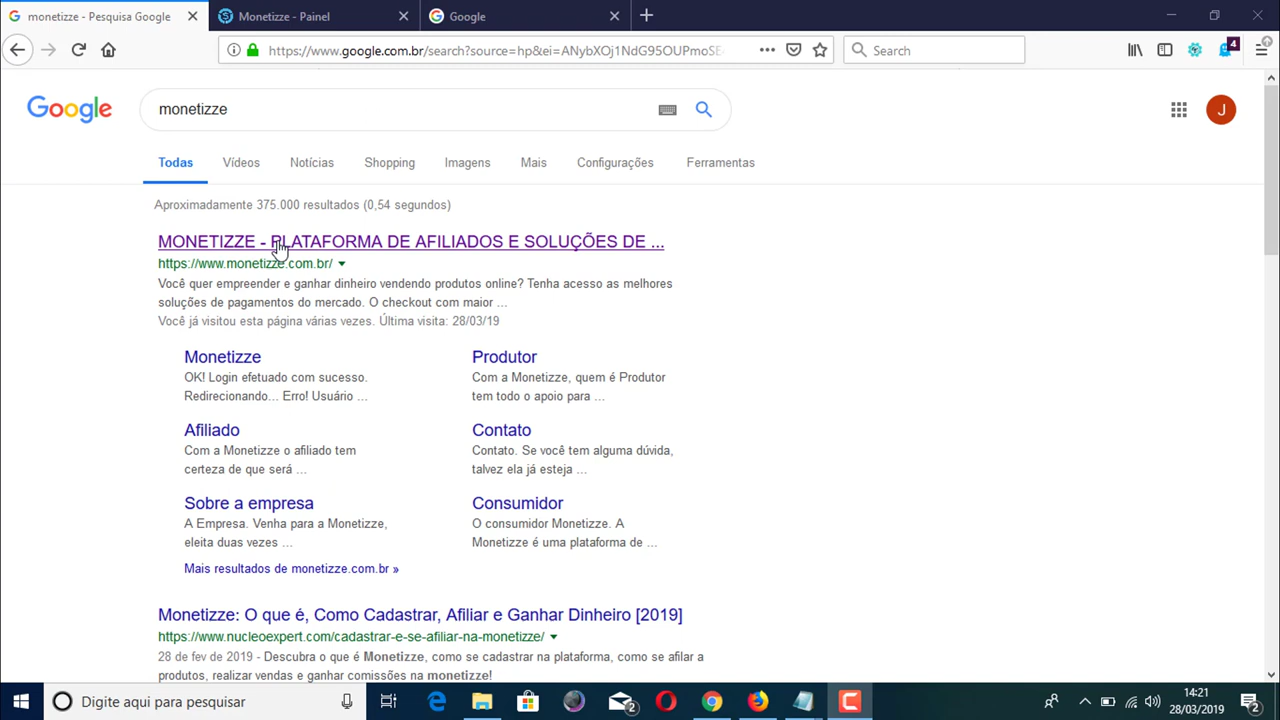 monetizze - Pesquisa Google
Monetizze - Painel
Google
https://www.google.com.br/search?source=hp&ei=ANybXOj1NdG95OUPmoSE
Search
4
Google
monetizze
J
Todas
Vídeos
Notícias
Shopping
Imagens
Mais
Configurações
Ferramentas
Aproximadamente 375.000 resultados (0,54 segundos)
MONETIZZE - PLATAFORMA DE AFILIADOS E SOLUÇÕES DE ...
https://www.monetizze.com.br/
Você quer empreender e ganhar dinheiro vendendo produtos online? Tenha acesso as melhores
soluções de pagamentos do mercado. O checkout com maior ...
Você já visitou esta página várias vezes. Última visita: 28/03/19
Monetizze
OK! Login efetuado com sucesso.
Redirecionando... Erro! Usuário ...
Produtor
Com a Monetizze, quem é Produtor
tem todo o apoio para ...
Afiliado
Com a Monetizze o afiliado tem
certeza de que será ...
Contato
Contato. Se você tem alguma dúvida,
talvez ela já esteja ...
Sobre a empresa
A Empresa. Venha para a Monetizze,
eleita duas vezes ...
Consumidor
O consumidor Monetizze. A
Monetizze é uma plataforma de ...
Mais resultados de monetizze.com.br »
Monetizze: O que é, Como Cadastrar, Afiliar e Ganhar Dinheiro [2019]
https://www.nucleoexpert.com/cadastrar-e-se-afiliar-na-monetizze/
28 de fev de 2019 - Descubra o que é Monetizze, como se cadastrar na plataforma, como se afilar a
produtos, realizar vendas e ganhar comissões na monetizze!
Digite aqui para pesquisar
2
14:21
28/03/2019
2